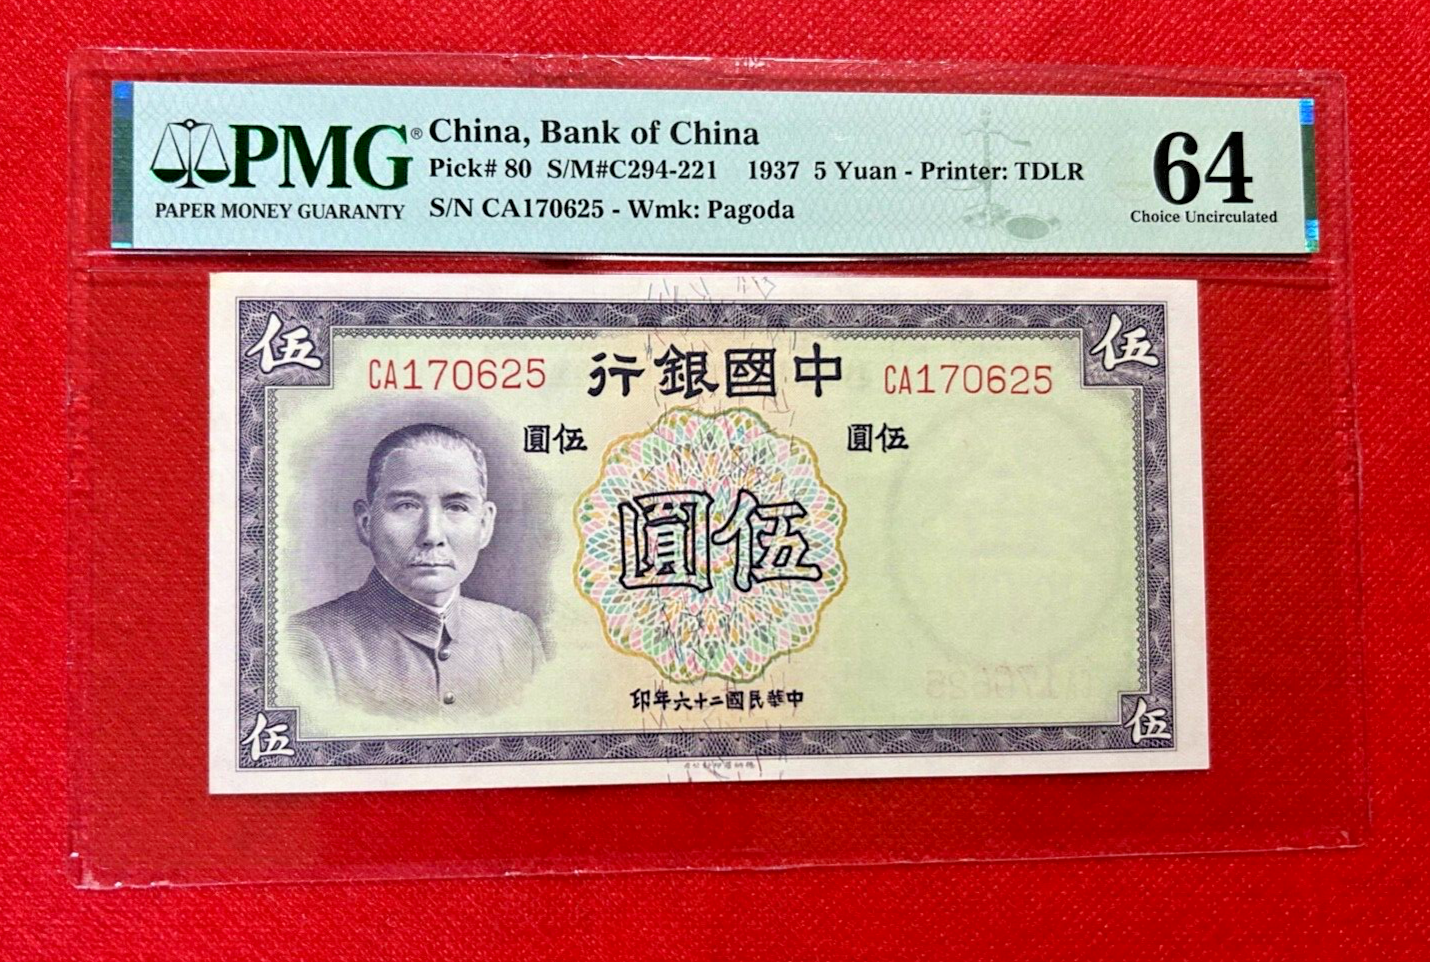 PMG®
PAPER MONEY GUARANTY
China, Bank of China
Pick# 80 S/M#C294-221 1937 5 Yuan - Printer: TDLR
S/N CA170625 - Wmk: Pagoda
64
Choice Uncirculated
伍
伍
CA170625
行銀國中
CA170625
圓伍
圓伍
圓伍
印年六十二國民華中
伍
伍